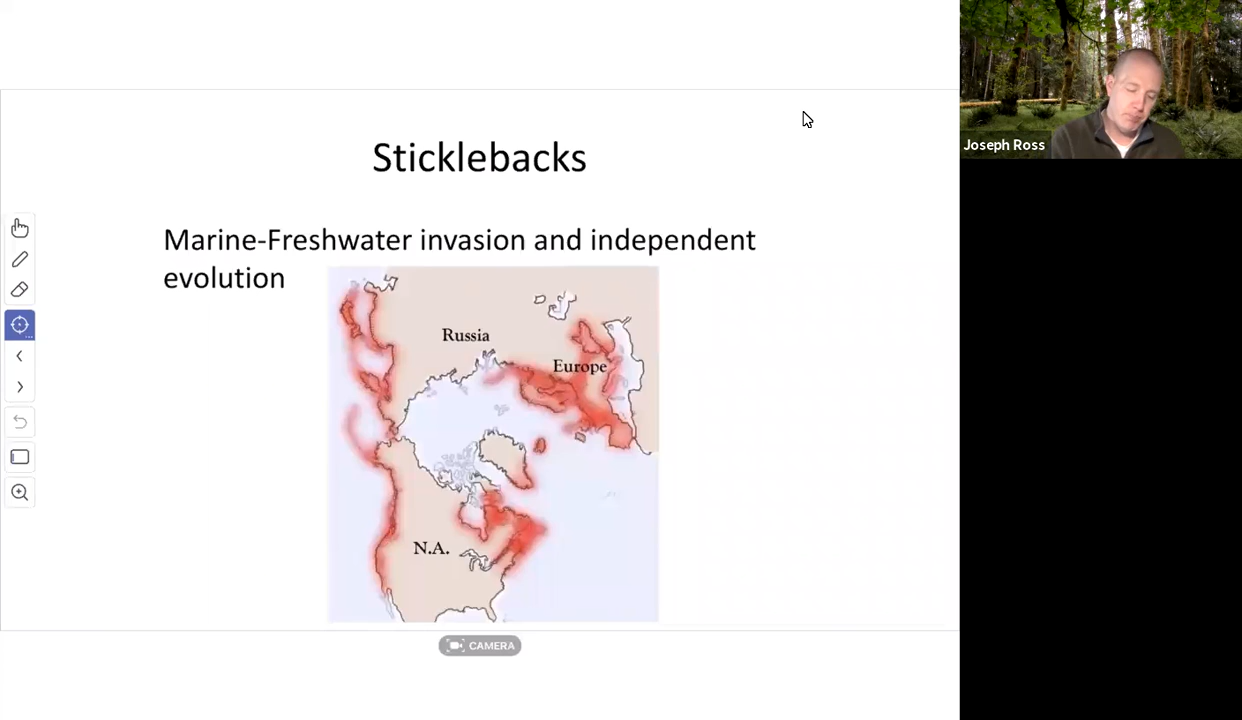 Sticklebacks
Marine-Freshwater invasion and independent
evolution
Russia
Europe
N.A.
CAMERA
Joseph Ross